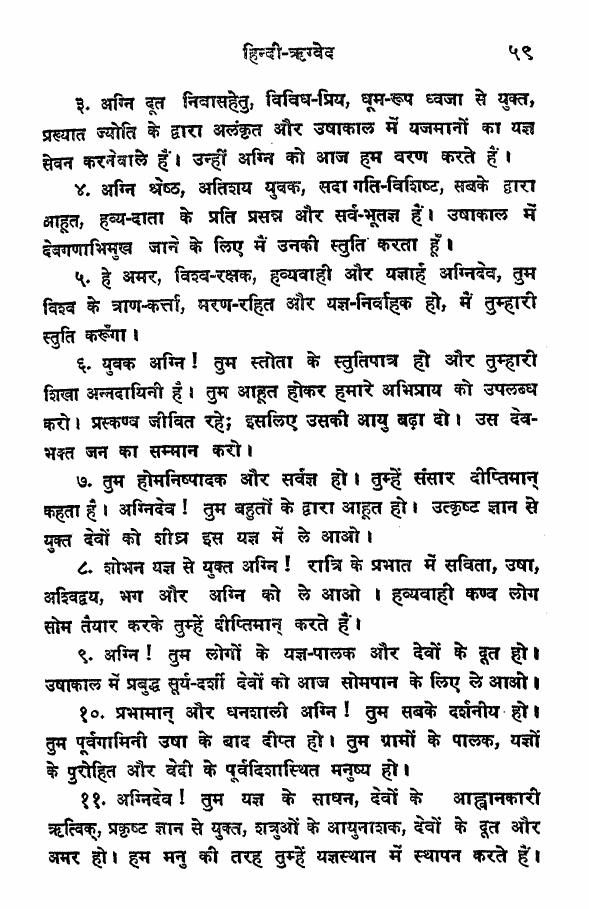 हिन्दी-ऋग्वेद ५९
३. अग्नि दूत निवासहेतु, विविध-प्रिय, धूम-रूप ध्वजा से युक्त,
प्रख्यात ज्योति के द्वारा अलंकृत और उषाकाल में यजमानों का यज्ञ
सेवन करनेवाले हैं। उन्हीं अग्नि को आज हम वरण करते हैं।
४. अग्नि श्रेष्ठ, अतिशय युवक, सदा गति-विशिष्ट, सबके द्वारा
आहूत, हव्य-दाता के प्रति प्रसन्न और सर्व-भूतज्ञ हैं। उषाकाल में
देवगणाभिमुख जाने के लिए मैं उनकी स्तुति करता हूँ।
५. हे अमर, विश्व-रक्षक, हव्यवाही और यज्ञार्ह अग्निदेव, तुम
विश्व के त्राण-कर्त्ता, मरण-रहित और यज्ञ-निर्वाहक हो, मैं तुम्हारी
स्तुति करूँगा।
६. युवक अग्नि! तुम स्तोता के स्तुतिपात्र हो और तुम्हारी
शिखा अन्नदायिनी है। तुम आहूत होकर हमारे अभिप्राय को उपलब्ध
करो। प्रस्कण्व जीवित रहे; इसलिए उसकी आयु बढ़ा दो। उस देव-
भक्त जन का सम्मान करो।
७. तुम होमनिष्पादक और सर्वज्ञ हो। तुम्हें संसार दीप्तिमान्
कहता है। अग्निदेव! तुम बहुतों के द्वारा आहूत हो। उत्कृष्ट ज्ञान से
युक्त देवों को शीघ्र इस यज्ञ में ले आओ।
८. शोभन यज्ञ से युक्त अग्नि! रात्रि के प्रभात में सविता, उषा,
अश्विद्वय, भग और अग्नि को ले आओ। हव्यवाही कण्व लोग
सोम तैयार करके तुम्हें दीप्तिमान् करते हैं।
९. अग्नि! तुम लोगों के यज्ञ-पालक और देवों के दूत हो।
उषाकाल में प्रबुद्ध सूर्य-दर्शी देवों को आज सोमपान के लिए ले आओ।
१०. प्रभामान् और धनशाली अग्नि! तुम सबके दर्शनीय हो।
तुम पूर्वगामिनी उषा के बाद दीप्त हो। तुम ग्रामों के पालक, यज्ञों
के पुरोहित और वेदी के पूर्वदिशास्थित मनुष्य हो।
११. अग्निदेव! तुम यज्ञ के साधन, देवों के आह्वानकारी
ऋत्विक्, प्रकृष्ट ज्ञान से युक्त, शत्रुओं के आयुनाशक, देवों के दूत और
अमर हो। हम मनु की तरह तुम्हें यज्ञस्थान में स्थापन करते हैं।